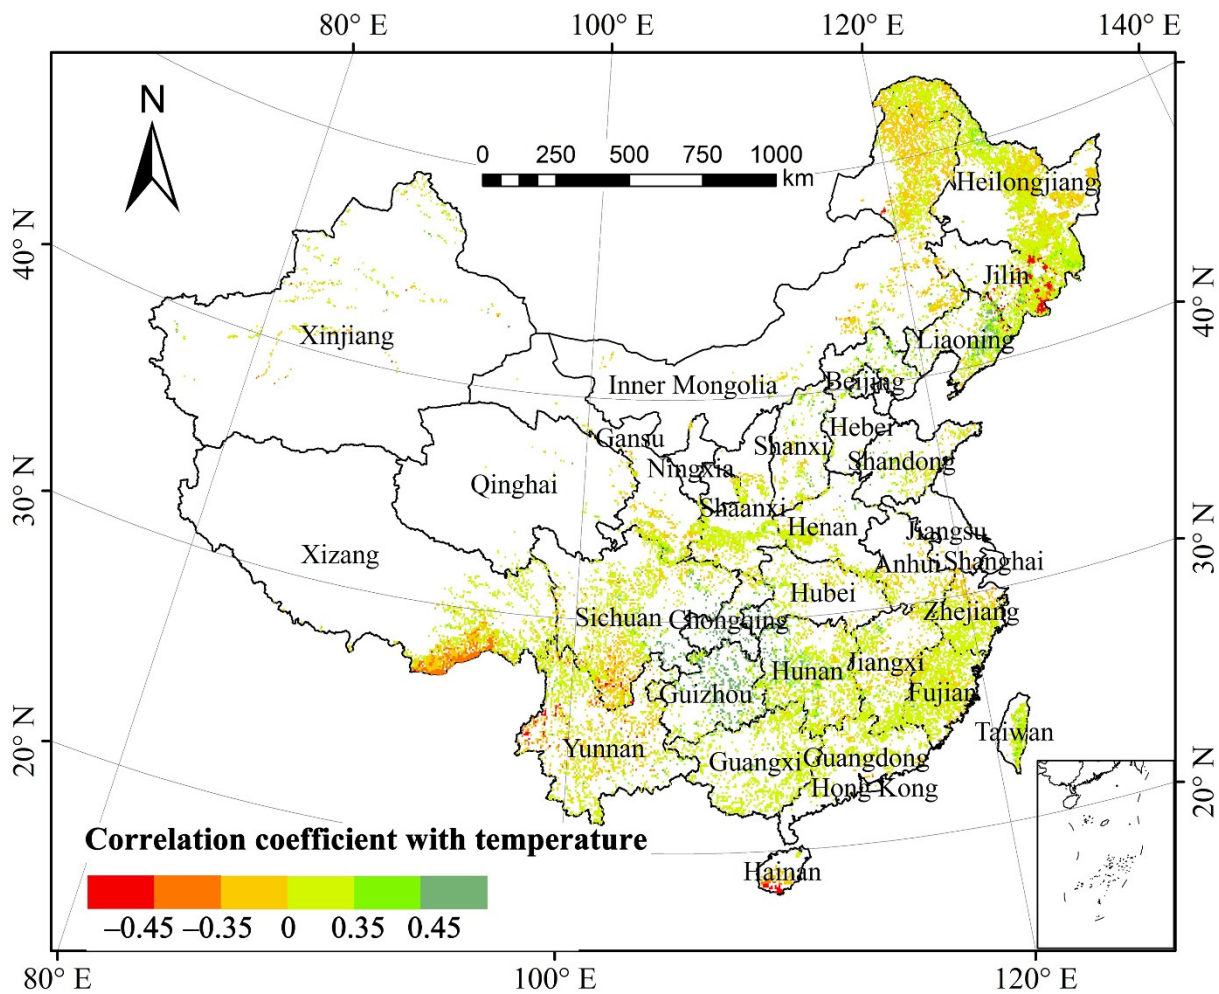 80° E 100° E 120° E 140° E
N
0 250 500 750 1000
km
Heilongjiang
40° N
Jilin
40° N
Xinjiang
Liaoning
Inner Mongolia
Beijing
Hebei
Gansu
Shanxi
Ningxia
Shandong
Qinghai
30° N
Shaanxi
Henan
Jiangsu
30° N
Xizang
Anhui
Shanghai
Hubei
Sichuan
Chongqing
Zhejiang
Hunan
Jiangxi
Guizhou
Fujian
20° N
Taiwan
Yunnan
Guangxi
Guangdong
20° N
Hong Kong
Correlation coefficient with temperature
Hainan
−0.45 −0.35 0 0.35 0.45
80° E 100° E 120° E